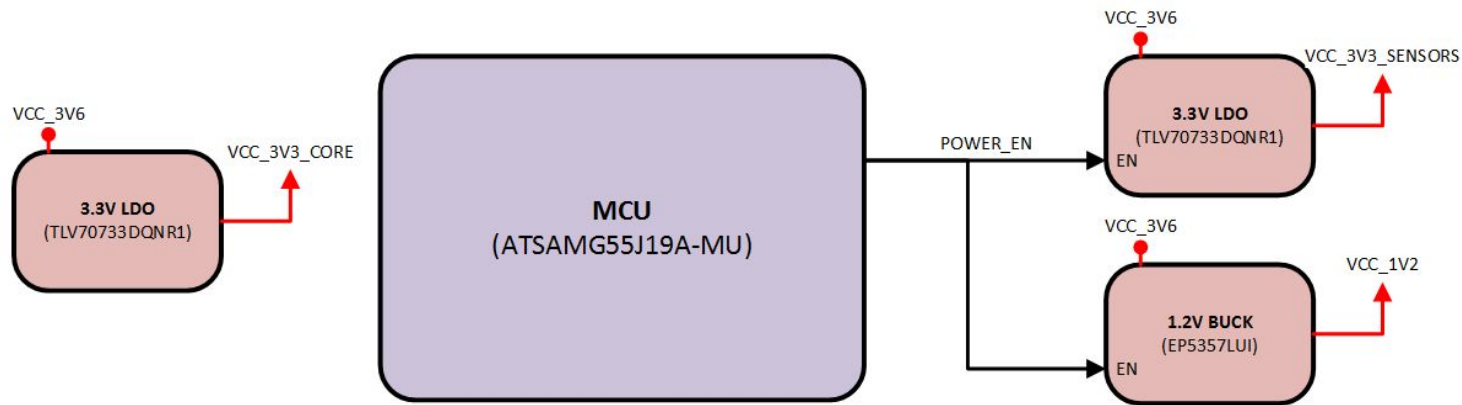 VCC_3V6
VCC_3V3_CORE
3.3V LDO
(TLV70733DQNR1)
MCU
(ATSAMG55J19A-MU)
POWER_EN
VCC_3V6
VCC_3V3_SENSORS
3.3V LDO
(TLV70733DQNR1)
EN
VCC_3V6
VCC_1V2
1.2V BUCK
(EP5357LUI)
EN